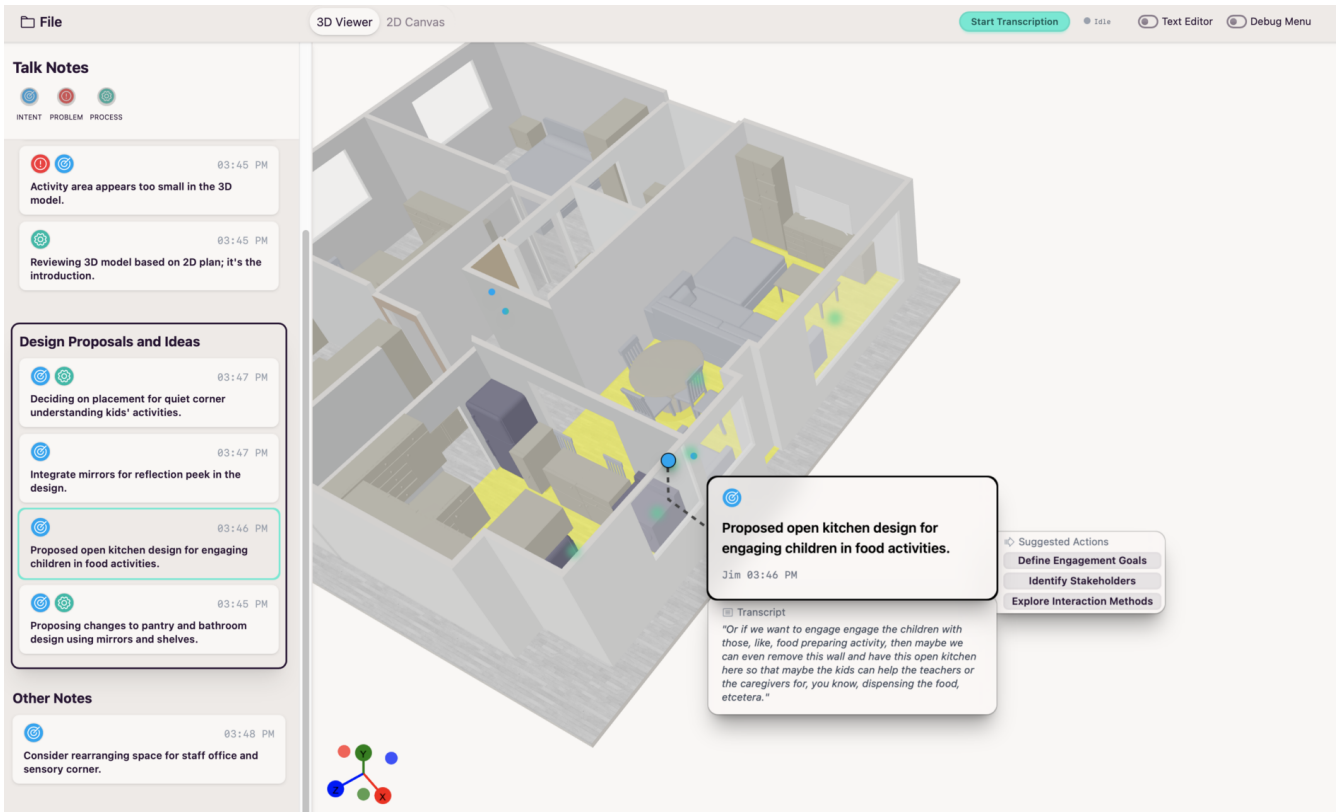 File
3D Viewer
2D Canvas
Start Transcription
Idle
Text Editor
Debug Menu
Talk Notes
INTENT
PROBLEM
PROCESS
03:45 PM
Activity area appears too small in the 3D
model.
03:45 PM
Reviewing 3D model based on 2D plan; it's the
introduction.
Design Proposals and Ideas
03:47 PM
Deciding on placement for quiet corner
understanding kids' activities.
03:47 PM
Integrate mirrors for reflection peek in the
design.
03:46 PM
Proposed open kitchen design for engaging
children in food activities.
03:45 PM
Proposing changes to pantry and bathroom
design using mirrors and shelves.
Other Notes
03:48 PM
Consider rearranging space for staff office and
sensory corner.
Proposed open kitchen design for
engaging children in food activities.
Jim 03:46 PM
Transcript
"Or if we want to engage engage the children with
those, like, food preparing activity, then maybe we
can even remove this wall and have this open kitchen
here so that maybe the kids can help the teachers or
the caregivers for, you know, dispensing the food,
etcetera."
Suggested Actions
Define Engagement Goals
Identify Stakeholders
Explore Interaction Methods
Y
Z
X